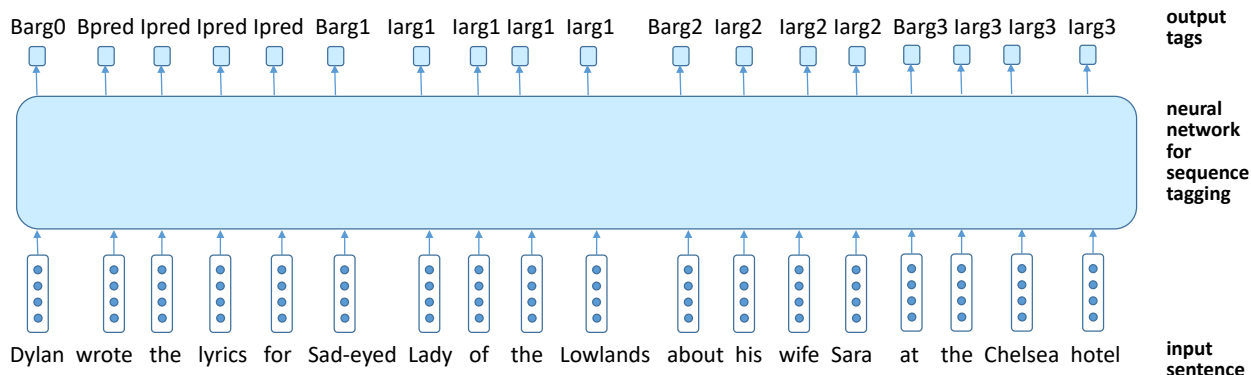 Barg0 Bpred Ipred Ipred Ipred Barg1 Iarg1 Iarg1 Iarg1 Iarg1 Barg2 Iarg2 Iarg2 Iarg2 Barg3 Iarg3 Iarg3 Iarg3
output
tags
neural
network
for
sequence
tagging
Dylan wrote the lyrics for Sad-eyed Lady of the Lowlands about his wife Sara at the Chelsea hotel
input
sentence